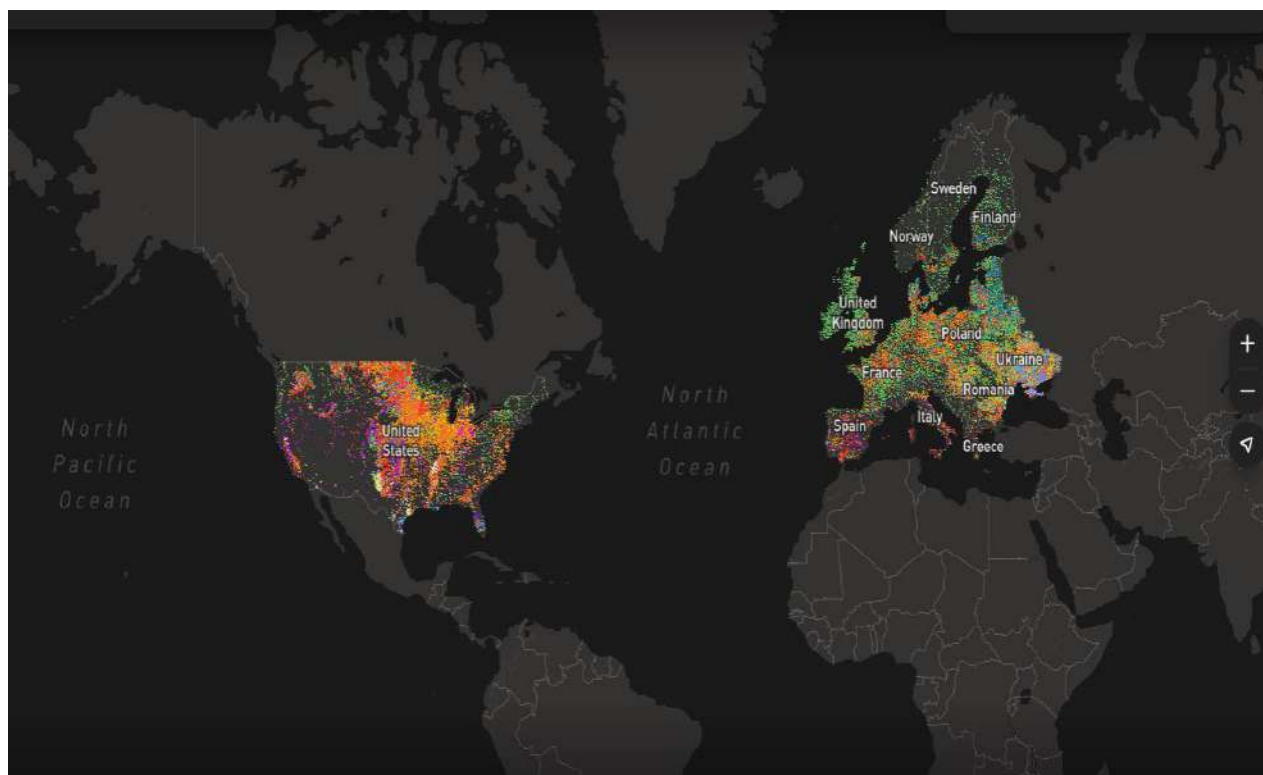 Sweden
Finland
Norway
United
Kingdom
Poland
Ukraine
France
Romania
Italy
Spain
Greece
United
States
North
Pacific
Ocean
North
Atlantic
Ocean
+
−